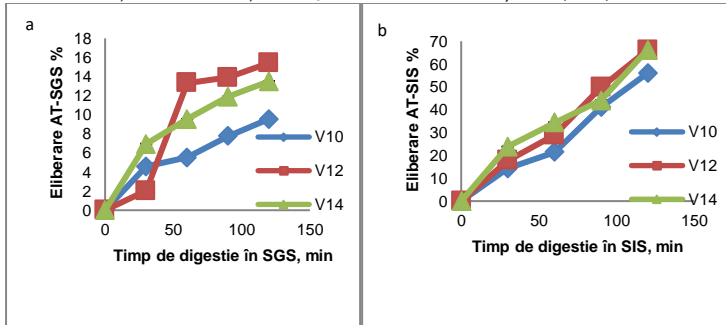 a
Eliberare AT-SGS %
18
16
14
12
10
8
6
4
2
0
0
50
100
150
V10
V12
V14
Timp de digestie în SGS, min
b
Eliberare AT-SIS %
70
60
50
40
30
20
10
0
0
50
100
150
V10
V12
V14
Timp de digestie în SIS, min